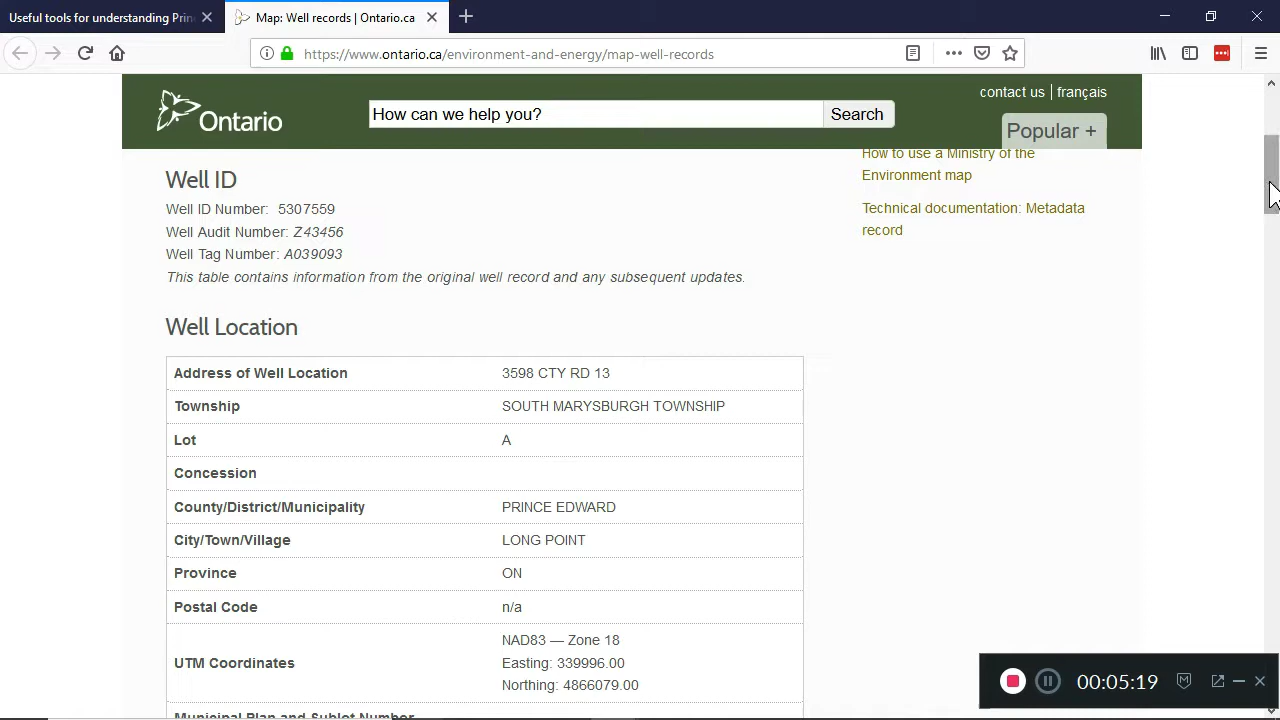 Useful tools for understanding Prin
Map: Well records | Ontario.ca
https://www.ontario.ca/environment-and-energy/map-well-records
Ontario
How can we help you?
Search
contact us | français
Popular +
How to use a Ministry of the
Environment map
Technical documentation: Metadata
record
Well ID
Well ID Number: 5307559
Well Audit Number: Z43456
Well Tag Number: A039093
This table contains information from the original well record and any subsequent updates.
Well Location
Address of Well Location 3598 CTY RD 13
Township SOUTH MARYSBURGH TOWNSHIP
Lot A
Concession
County/District/Municipality PRINCE EDWARD
City/Town/Village LONG POINT
Province ON
Postal Code n/a
UTM Coordinates
NAD83 — Zone 18
Easting: 339996.00
Northing: 4866079.00
Municipal Plan and Sublot Number
00:05:19